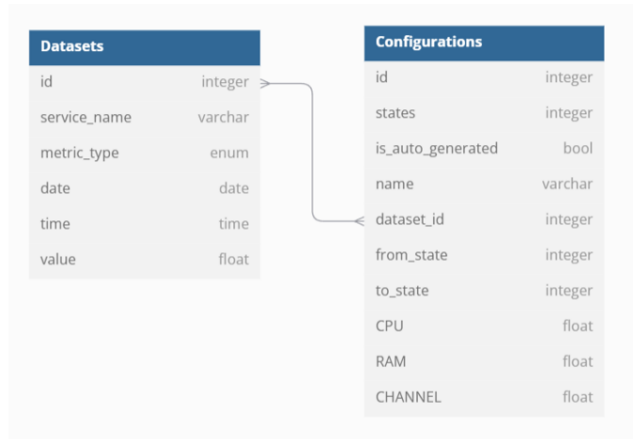 Datasets
id integer
service_name varchar
metric_type enum
date date
time time
value float
Configurations
id integer
states integer
is_auto_generated bool
name varchar
dataset_id integer
from_state integer
to_state integer
CPU float
RAM float
CHANNEL float